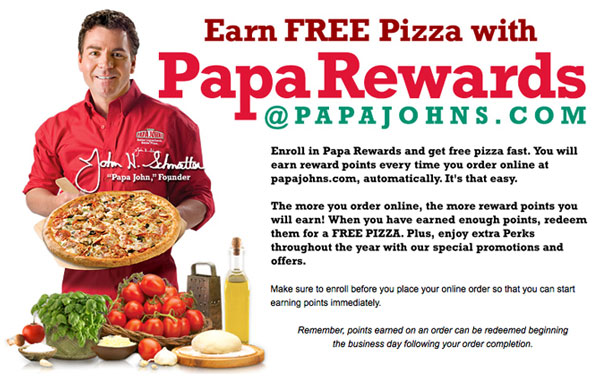 Earn FREE Pizza with
Papa Rewards
@PAPAJOHNS.COM
PAPA JOHN'S
John H. Schnatter
"Papa John," Founder
Enroll in Papa Rewards and get free pizza fast. You will
earn reward points every time you order online at
papajohns.com, automatically. It's that easy.
The more you order online, the more reward points you
will earn! When you have earned enough points, redeem
them for a FREE PIZZA. Plus, enjoy extra Perks
throughout the year with our special promotions and
offers.
Make sure to enroll before you place your online order so that you can start
earning points immediately.
Remember, points earned on an order can be redeemed beginning
the business day following your order completion.